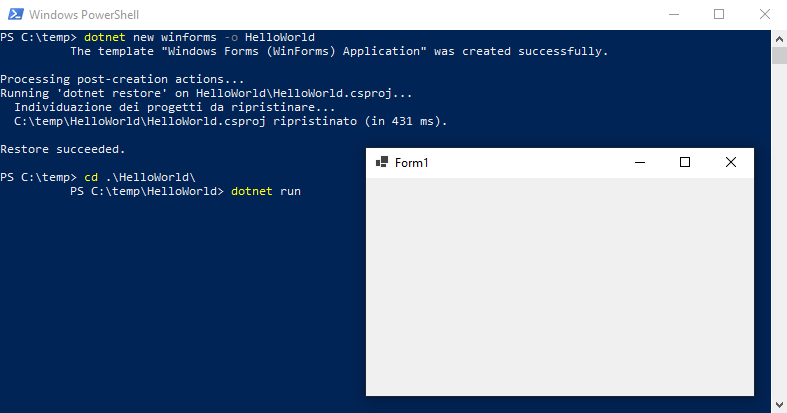 Windows PowerShell
PS C:\temp> dotnet new winforms -o HelloWorld
The template "Windows Forms (WinForms) Application" was created successfully.
Processing post-creation actions...
Running 'dotnet restore' on HelloWorld\HelloWorld.csproj...
Individuazione dei progetti da ripristinare...
C:\temp\HelloWorld\HelloWorld.csproj ripristinato (in 431 ms).
Restore succeeded.
PS C:\temp> cd .\HelloWorld\
PS C:\temp\HelloWorld> dotnet run
Form1